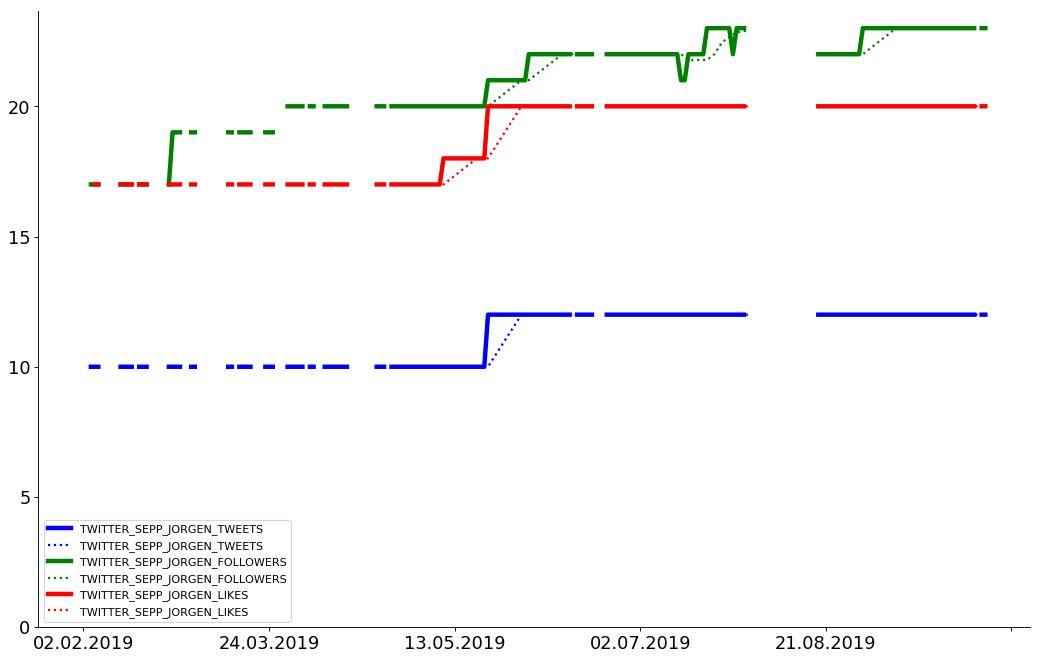 20
15
10
5
0
TWITTER_SEPP_JORGEN_TWEETS
TWITTER_SEPP_JORGEN_TWEETS
TWITTER_SEPP_JORGEN_FOLLOWERS
TWITTER_SEPP_JORGEN_FOLLOWERS
TWITTER_SEPP_JORGEN_LIKES
TWITTER_SEPP_JORGEN_LIKES
02.02.2019 24.03.2019 13.05.2019 02.07.2019 21.08.2019